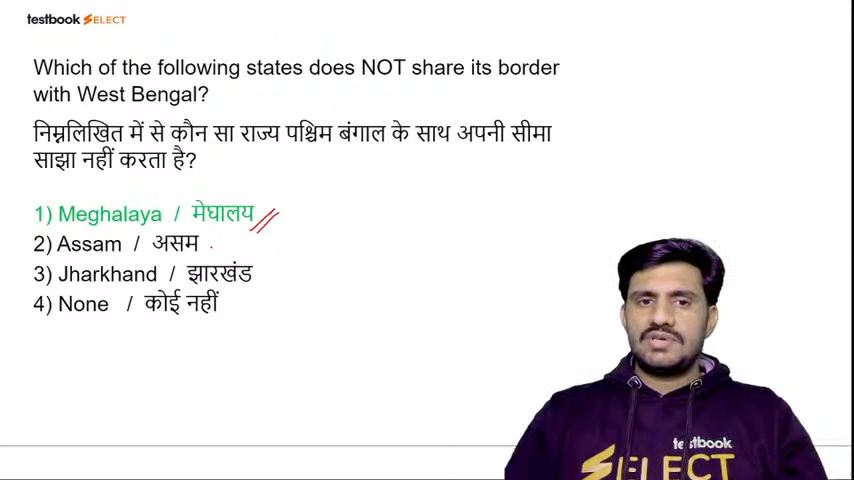 testbook SELECT
Which of the following states does NOT share its border
with West Bengal?
निम्नलिखित में से कौन सा राज्य पश्चिम बंगाल के साथ अपनी सीमा
साझा नहीं करता है?
1) Meghalaya / मेघालय
2) Assam / असम
3) Jharkhand / झारखंड
4) None / कोई नहीं
testbook
SELECT